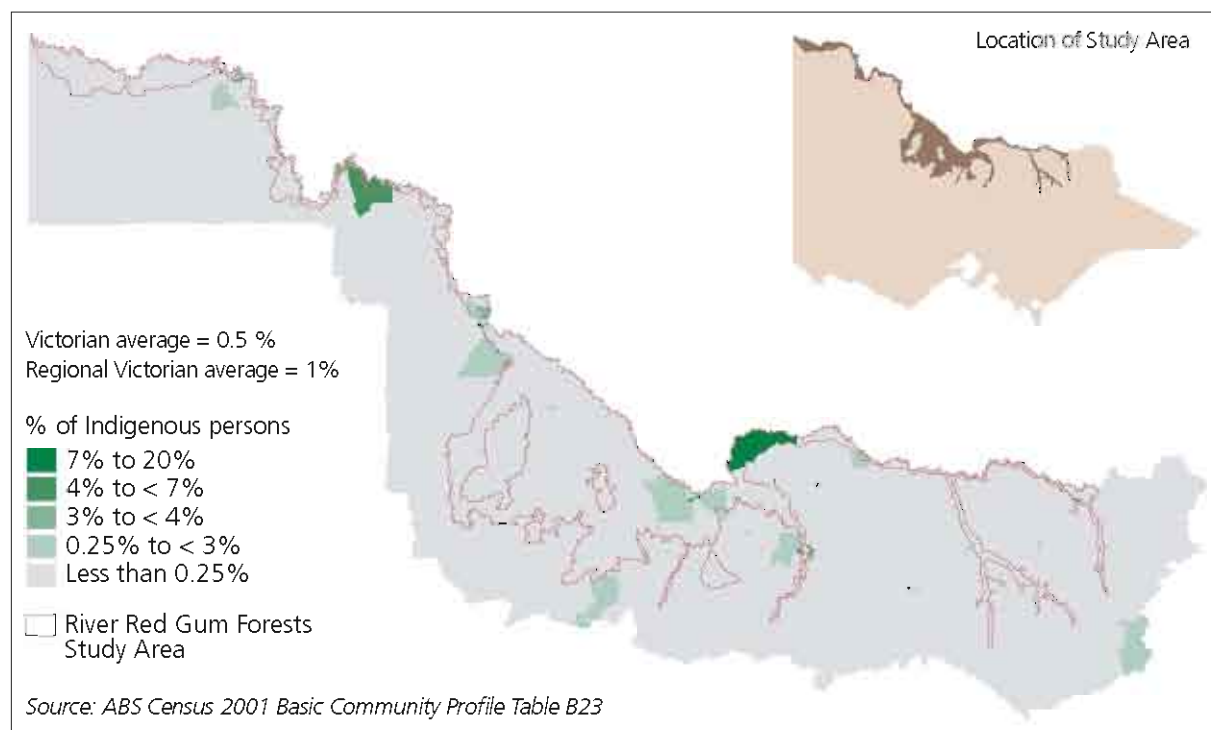 Location of Study Area
Victorian average = 0.5 %
Regional Victorian average = 1%
% of Indigenous persons
7% to 20%
4% to < 7%
3% to < 4%
0.25% to < 3%
Less than 0.25%
River Red Gum Forests
Study Area
Source: ABS Census 2001 Basic Community Profile Table B23